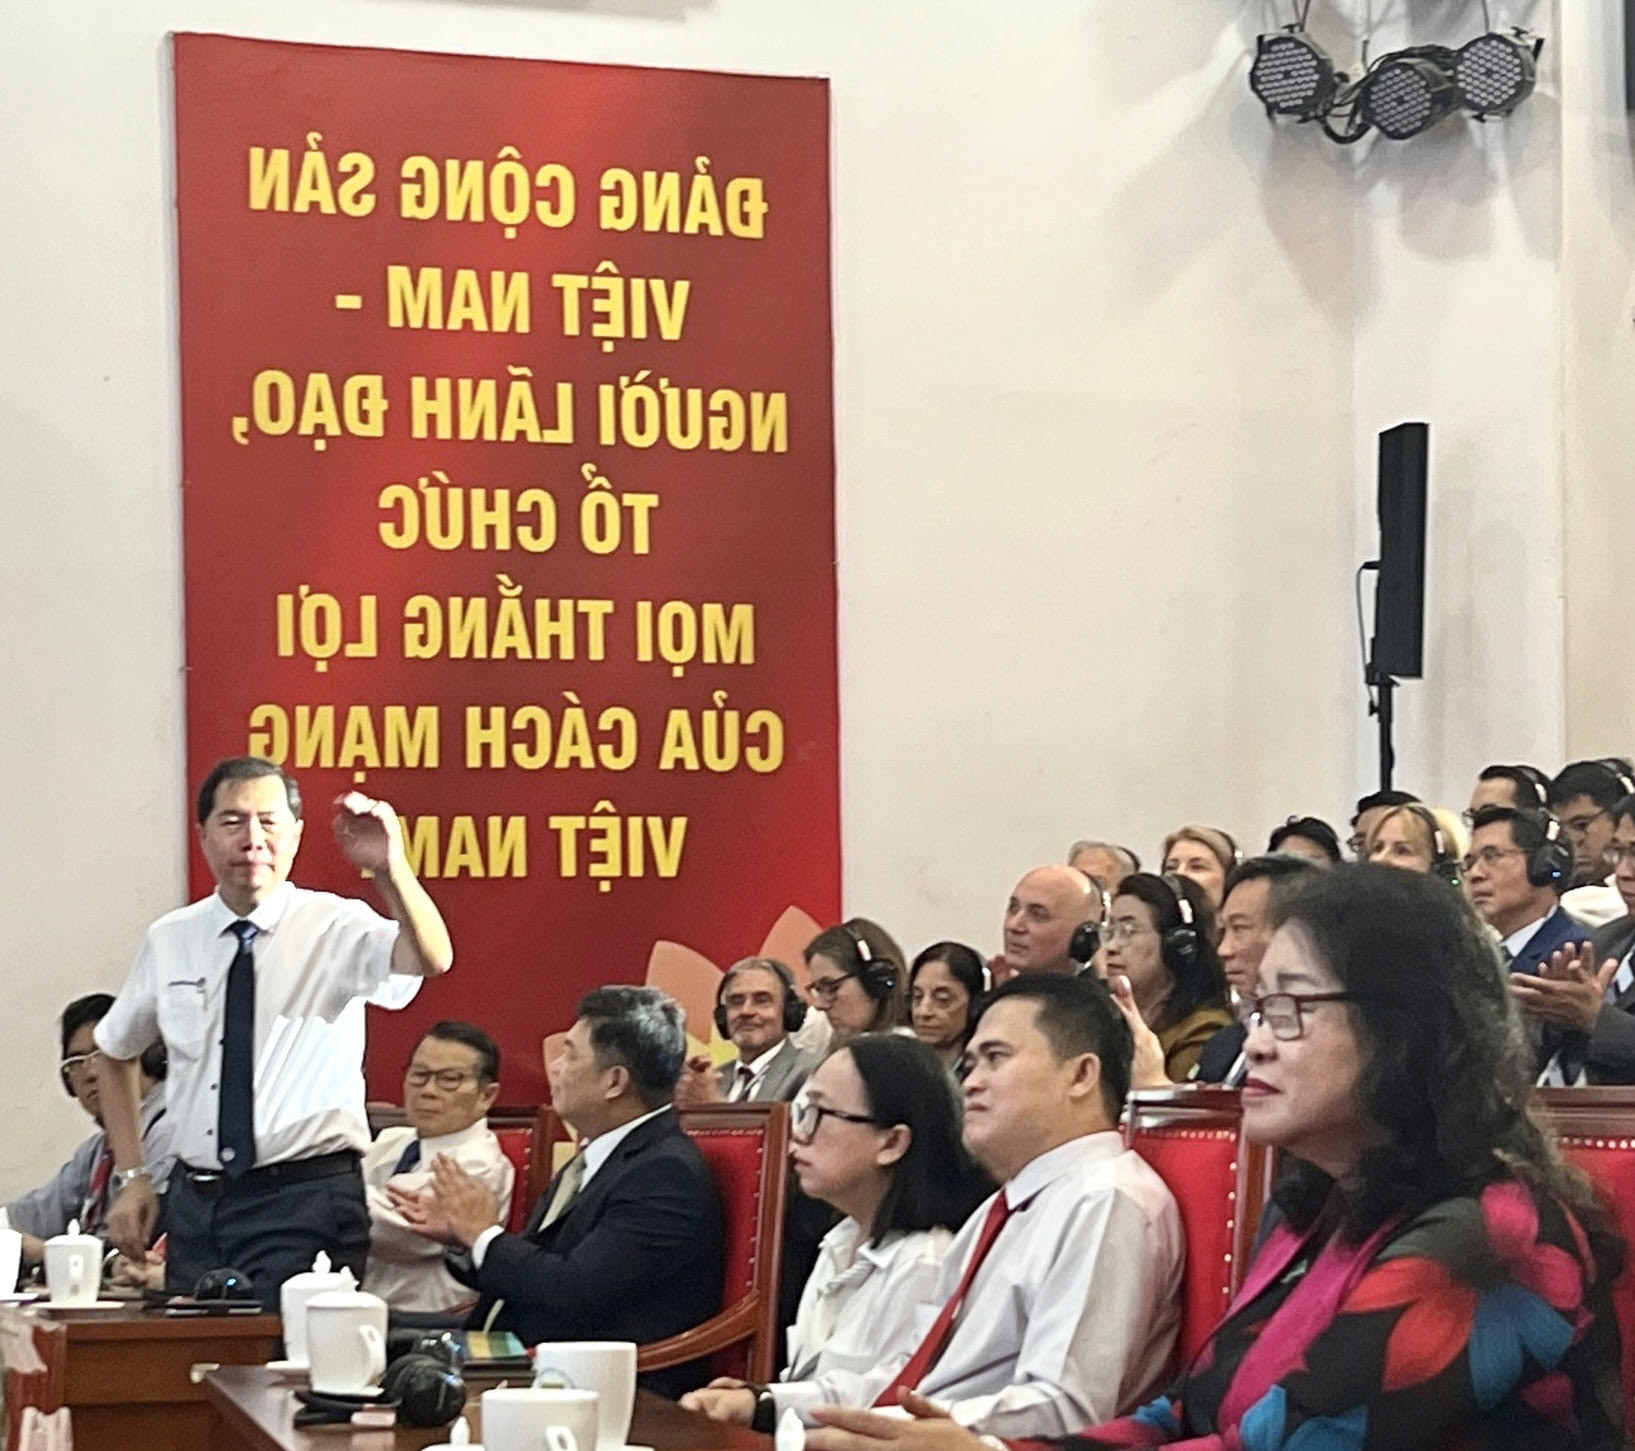 ĐẢNG CỘNG SẢN
VIỆT NAM -
NGƯỜI LÃNH ĐẠO,
TỔ CHỨC
MỌI THẮNG LỢI
CỦA CÁCH MẠNG
VIỆT NAM